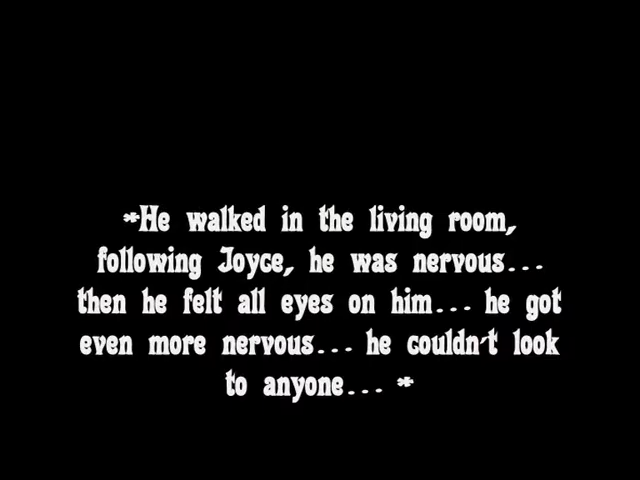 *He walked in the living room,
following Joyce, he was nervous...
then he felt all eyes on him... he got
even more nervous... he couldn't look
to anyone... *